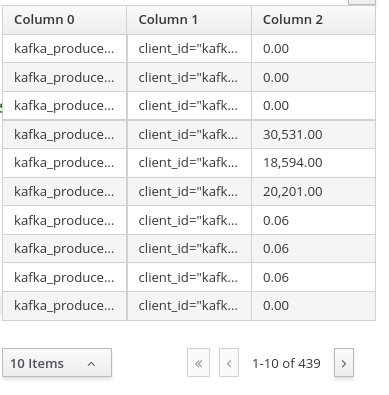 Column 0 Column 1 Column 2
kafka_produce... client_id="kafk... 0.00
kafka_produce... client_id="kafk... 0.00
kafka_produce... client_id="kafk... 0.00
kafka_produce... client_id="kafk... 30,531.00
kafka_produce... client_id="kafk... 18,594.00
kafka_produce... client_id="kafk... 20,201.00
kafka_produce... client_id="kafk... 0.06
kafka_produce... client_id="kafk... 0.06
kafka_produce... client_id="kafk... 0.06
kafka_produce... client_id="kafk... 0.00
10 Items « ‹ 1-10 of 439 ›